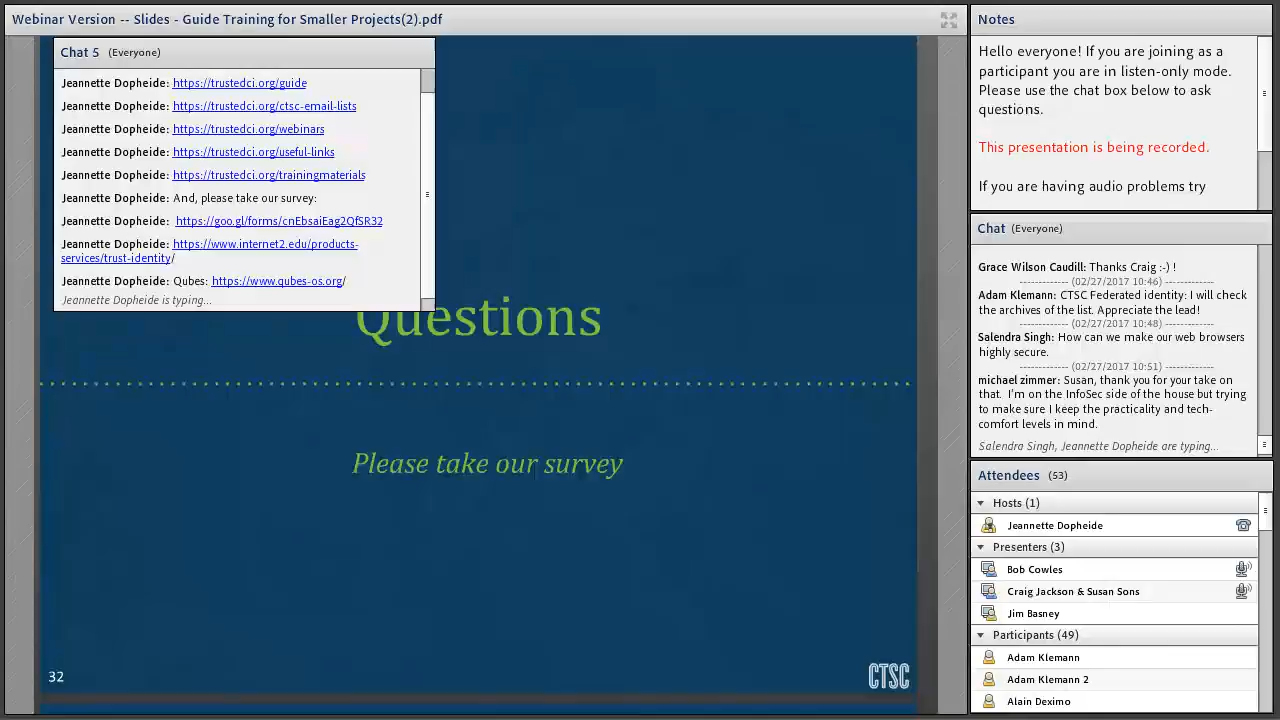 Webinar Version -- Slides - Guide Training for Smaller Projects(2).pdf
Chat 5 (Everyone)
Jeannette Dopheide: https://trustedci.org/guide
Jeannette Dopheide: https://trustedci.org/ctsc-email-lists
Jeannette Dopheide: https://trustedci.org/webinars
Jeannette Dopheide: https://trustedci.org/useful-links
Jeannette Dopheide: https://trustedci.org/trainingmaterials
Jeannette Dopheide: And, please take our survey:
Jeannette Dopheide: https://goo.gl/forms/cnEbsaiEag2QfSR32
Jeannette Dopheide: https://www.internet2.edu/products-
services/trust-identity/
Jeannette Dopheide: Qubes: https://www.qubes-os.org/
Jeannette Dopheide is typing...
Questions
Please take our survey
32
CTSC
Notes
Hello everyone! If you are joining as a
participant you are in listen-only mode.
Please use the chat box below to ask
questions.
This presentation is being recorded.
If you are having audio problems try
Chat (Everyone)
Grace Wilson Caudill: Thanks Craig :-) !
------------- (02/27/2017 10:46) -------------
Adam Klemann: CTSC Federated identity: I will check
the archives of the list. Appreciate the lead!
------------- (02/27/2017 10:48) -------------
Salendra Singh: How can we make our web browsers
highly secure.
------------- (02/27/2017 10:51) -------------
michael zimmer: Susan, thank you for your take on
that. I'm on the InfoSec side of the house but trying
to make sure I keep the practicality and tech-
comfort levels in mind.
Salendra Singh, Jeannette Dopheide are typing...
Attendees (53)
Hosts (1)
Jeannette Dopheide
Presenters (3)
Bob Cowles
Craig Jackson & Susan Sons
Jim Basney
Participants (49)
Adam Klemann
Adam Klemann 2
Alain Deximo